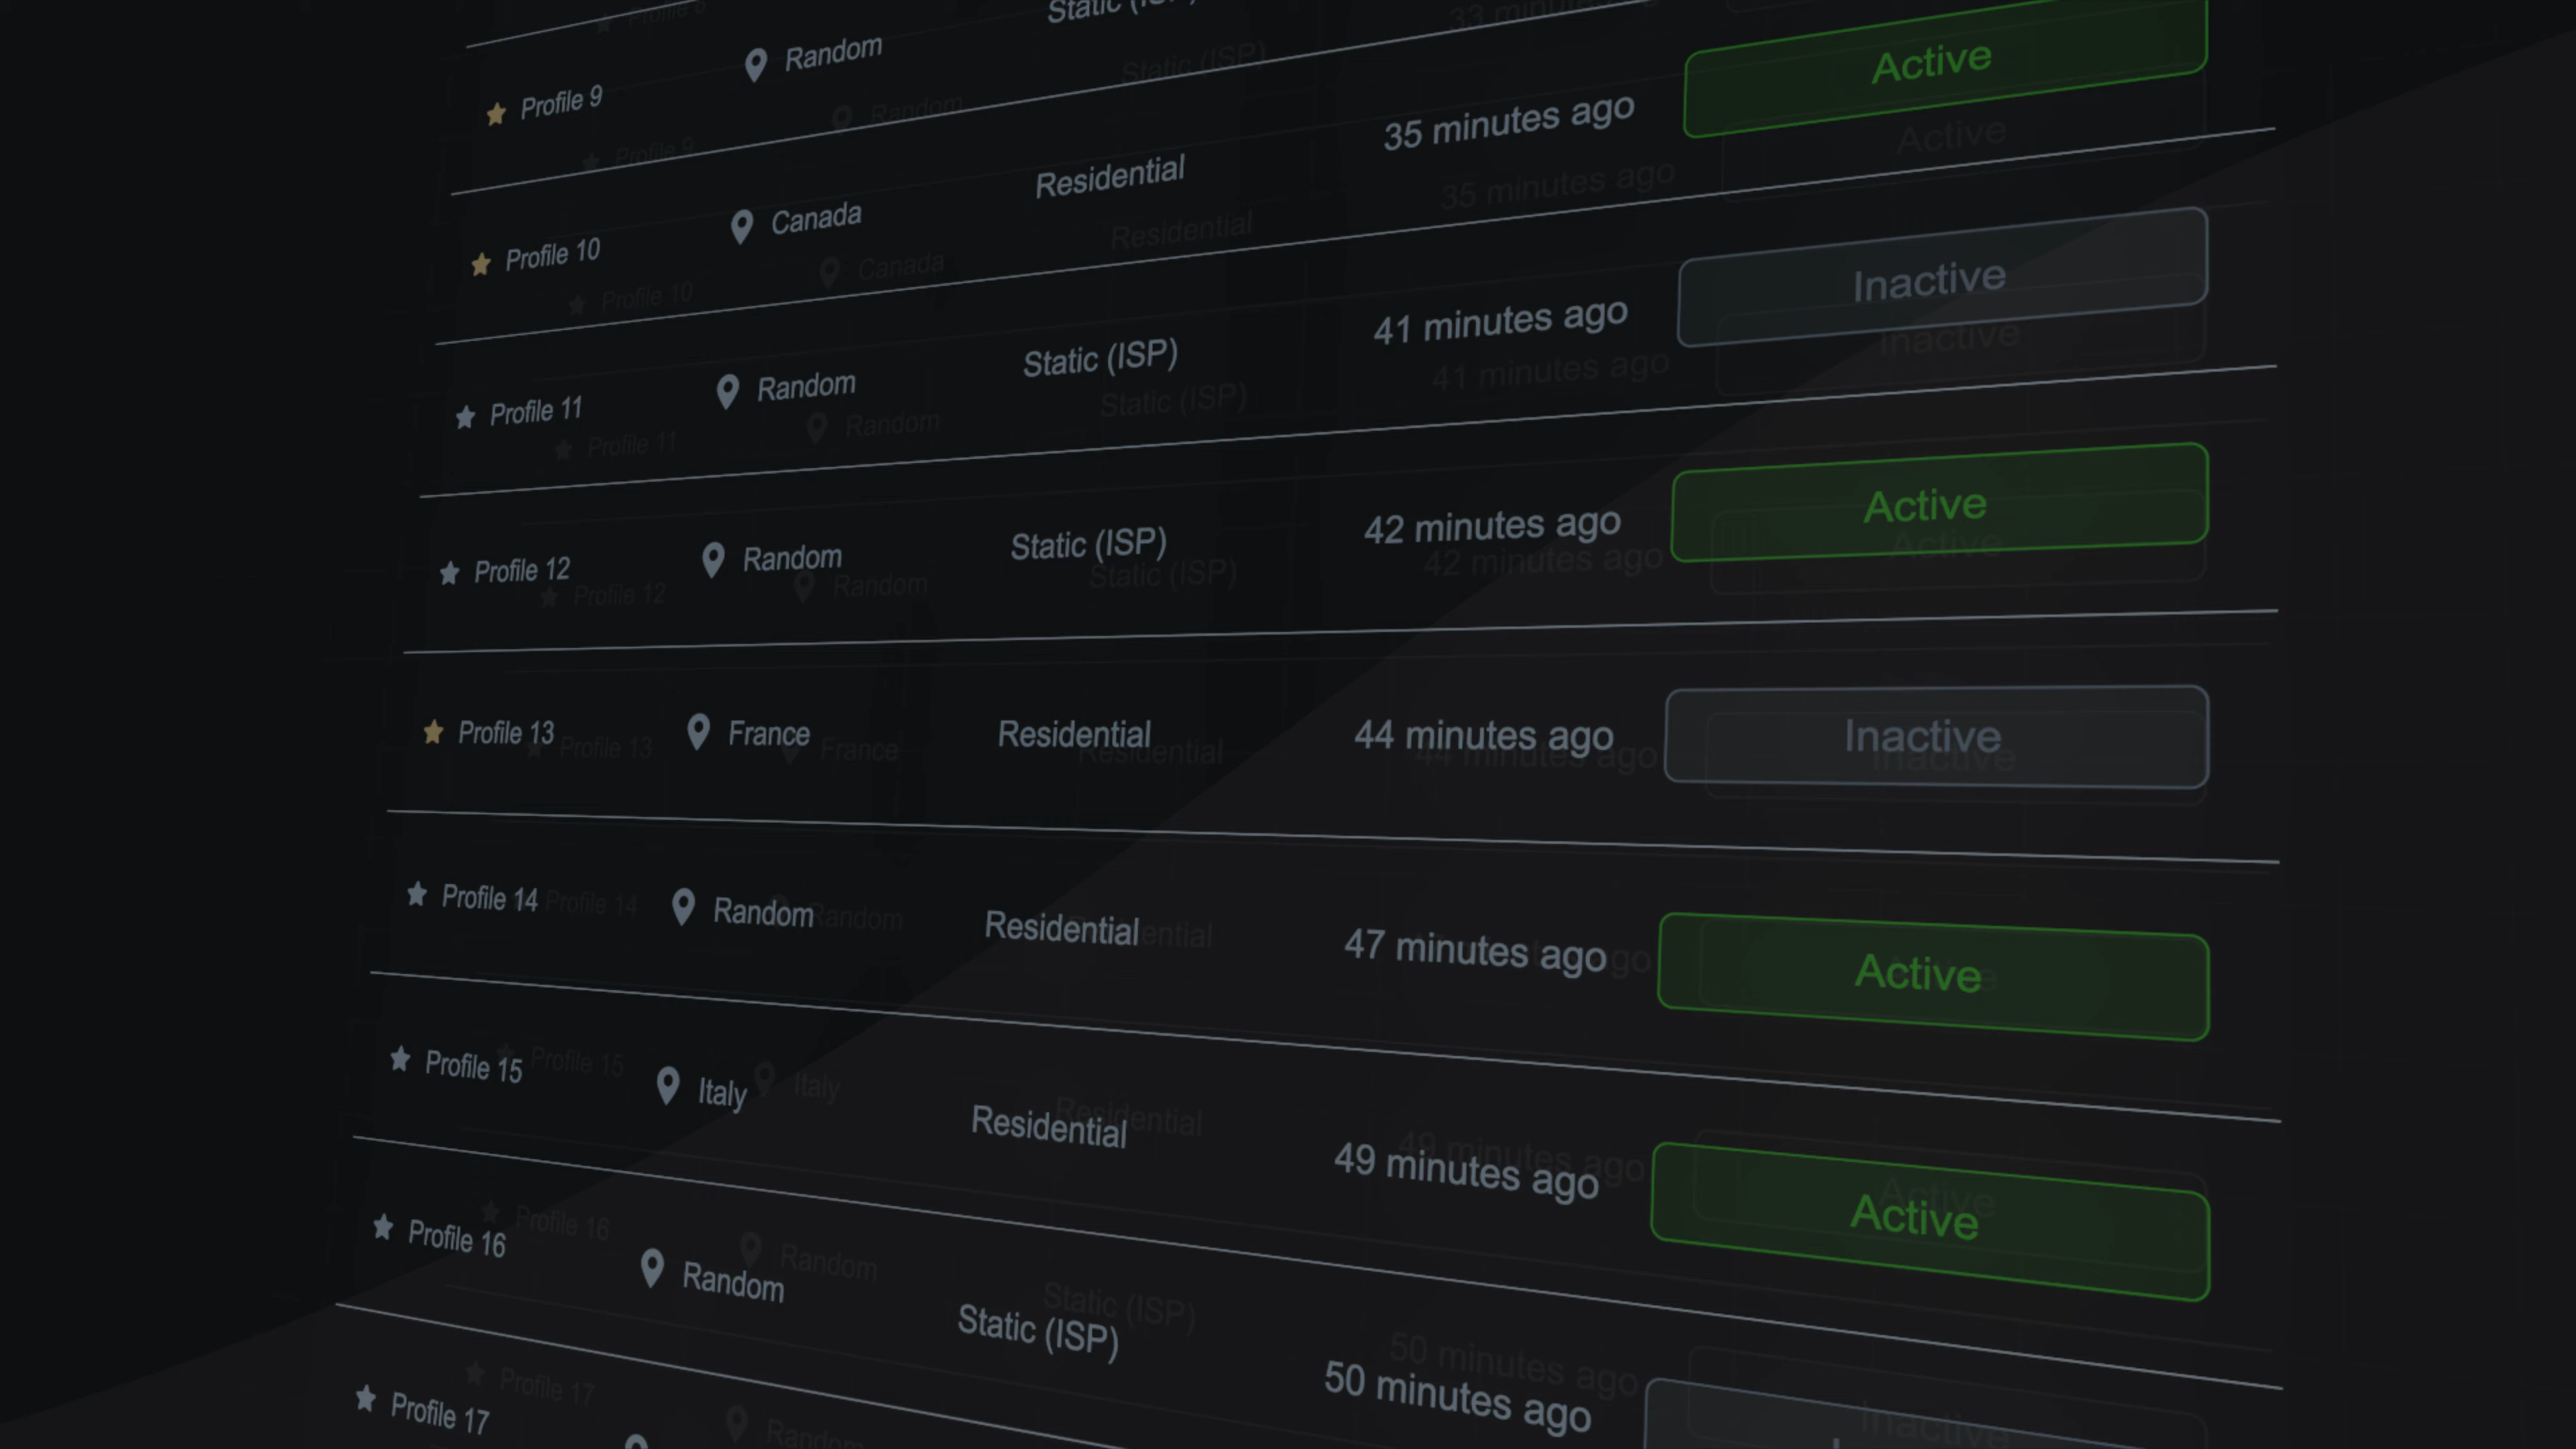 Profile 9 Random Static (ISP)
Profile 10 Canada Residential 35 minutes ago Active
Profile 11 Random Static (ISP) 41 minutes ago Inactive
Profile 12 Random Static (ISP) 42 minutes ago Active
Profile 13 France Residential 44 minutes ago Inactive
Profile 14 Random Residential 47 minutes ago Active
Profile 15 Italy Residential 49 minutes ago Active
Profile 16 Random Static (ISP) 50 minutes ago
Profile 17